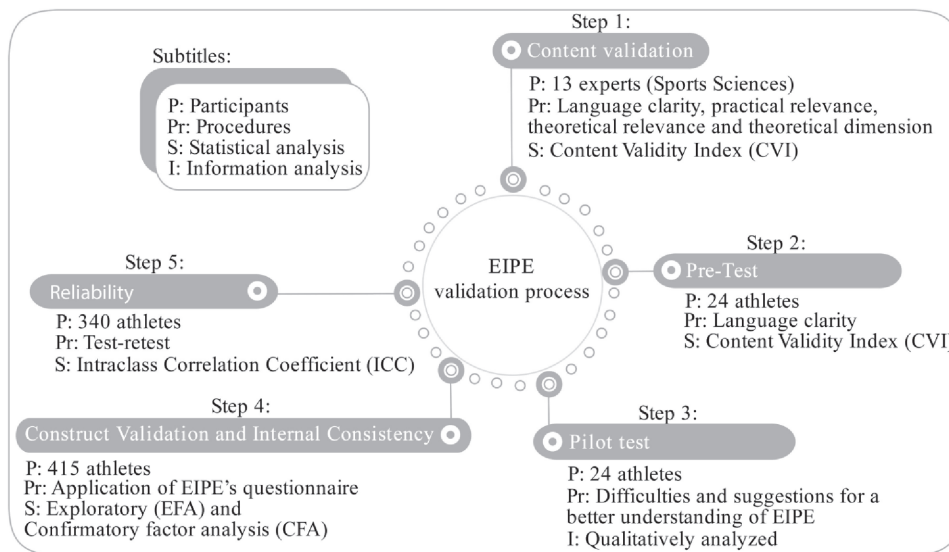 Subtitles:
P: Participants
Pr: Procedures
S: Statistical analysis
I: Information analysis
EIPE
validation process
Step 1:
Content validation
P: 13 experts (Sports Sciences)
Pr: Language clarity, practical relevance,
theoretical relevance and theoretical dimension
S: Content Validity Index (CVI)
Step 2:
Pre-Test
P: 24 athletes
Pr: Language clarity
S: Content Validity Index (CVI)
Step 3:
Pilot test
P: 24 athletes
Pr: Difficulties and suggestions for a
better understanding of EIPE
I: Qualitatively analyzed
Step 4:
Construct Validation and Internal Consistency
P: 415 athletes
Pr: Application of EIPE’s questionnaire
S: Exploratory (EFA) and
Confirmatory factor analysis (CFA)
Step 5:
Reliability
P: 340 athletes
Pr: Test-retest
S: Intraclass Correlation Coefficient (ICC)